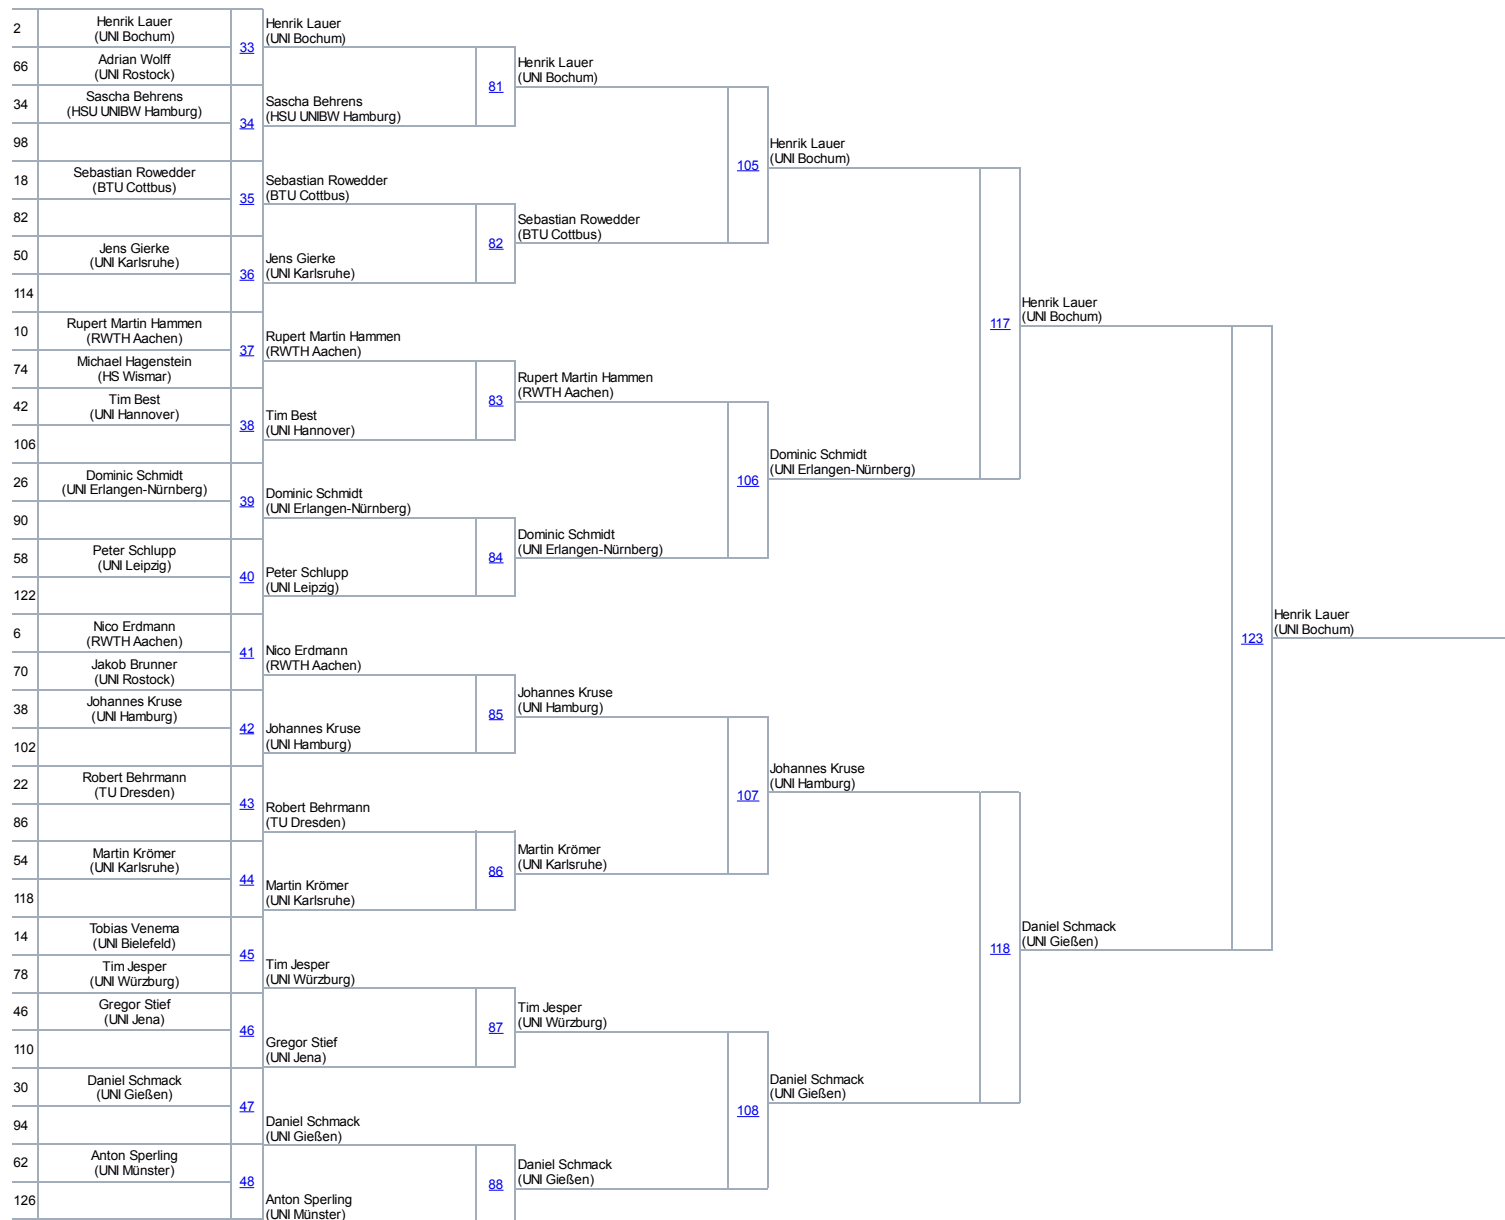 2
Henrik Lauer
(UNI Bochum)
66
Adrian Wolff
(UNI Rostock)
34
Sascha Behrens
(HSU UNIBW Hamburg)
98
18
Sebastian Rowedder
(BTU Cottbus)
82
50
Jens Gierke
(UNI Karlsruhe)
114
10
Rupert Martin Hammen
(RWTH Aachen)
74
Michael Hagenstein
(HS Wismar)
42
Tim Best
(UNI Hannover)
106
26
Dominic Schmidt
(UNI Erlangen-Nürnberg)
90
58
Peter Schlupp
(UNI Leipzig)
122
6
Nico Erdmann
(RWTH Aachen)
70
Jakob Brunner
(UNI Rostock)
38
Johannes Kruse
(UNI Hamburg)
102
22
Robert Behrmann
(TU Dresden)
86
54
Martin Krömer
(UNI Karlsruhe)
118
14
Tobias Venema
(UNI Bielefeld)
78
Tim Jesper
(UNI Würzburg)
46
Gregor Stief
(UNI Jena)
110
30
Daniel Schmack
(UNI Gießen)
94
62
Anton Sperling
(UNI Münster)
126
33
34
35
36
37
38
39
40
41
42
43
44
45
46
47
48
Henrik Lauer
(UNI Bochum)
Sascha Behrens
(HSU UNIBW Hamburg)
Sebastian Rowedder
(BTU Cottbus)
Jens Gierke
(UNI Karlsruhe)
Rupert Martin Hammen
(RWTH Aachen)
Tim Best
(UNI Hannover)
Dominic Schmidt
(UNI Erlangen-Nürnberg)
Peter Schlupp
(UNI Leipzig)
Nico Erdmann
(RWTH Aachen)
Johannes Kruse
(UNI Hamburg)
Robert Behrmann
(TU Dresden)
Martin Krömer
(UNI Karlsruhe)
Tim Jesper
(UNI Würzburg)
Gregor Stief
(UNI Jena)
Daniel Schmack
(UNI Gießen)
Anton Sperling
(UNI Münster)
81
82
83
84
85
86
87
88
Henrik Lauer
(UNI Bochum)
Sebastian Rowedder
(BTU Cottbus)
Rupert Martin Hammen
(RWTH Aachen)
Dominic Schmidt
(UNI Erlangen-Nürnberg)
Johannes Kruse
(UNI Hamburg)
Martin Krömer
(UNI Karlsruhe)
Tim Jesper
(UNI Würzburg)
Daniel Schmack
(UNI Gießen)
105
106
107
108
Henrik Lauer
(UNI Bochum)
Dominic Schmidt
(UNI Erlangen-Nürnberg)
Johannes Kruse
(UNI Hamburg)
Daniel Schmack
(UNI Gießen)
117
118
Henrik Lauer
(UNI Bochum)
Daniel Schmack
(UNI Gießen)
123
Henrik Lauer
(UNI Bochum)